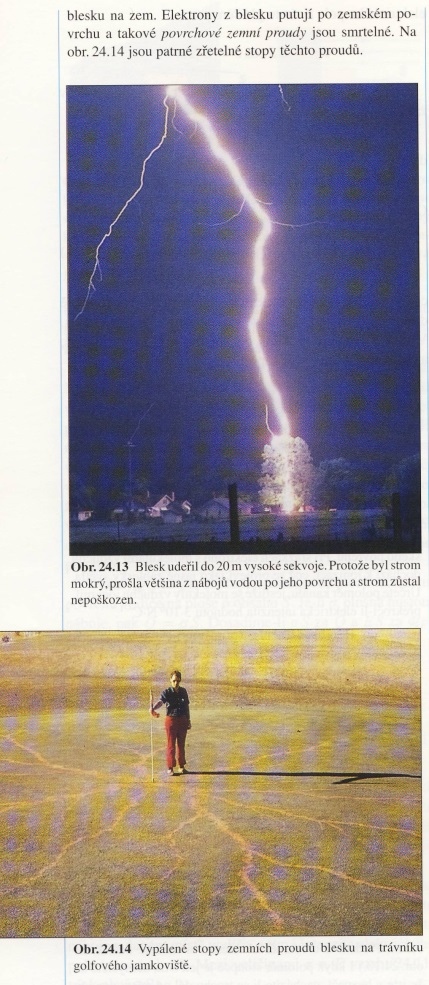 blesku na zem. Elektrony z blesku putují po zemském po-
vrchu a takové povrchové zemní proudy jsou smrtelné. Na
obr. 24.14 jsou patrné zřetelné stopy těchto proudů.
Obr. 24.13 Blesk udeřil do 20 m vysoké sekvoje. Protože byl strom
mokrý, prošla většina z nábojů vodou po jeho povrchu a strom zůstal
nepoškozen.
Obr. 24.14 Vypálené stopy zemních proudů blesku na trávníku
golfového jamkoviště.